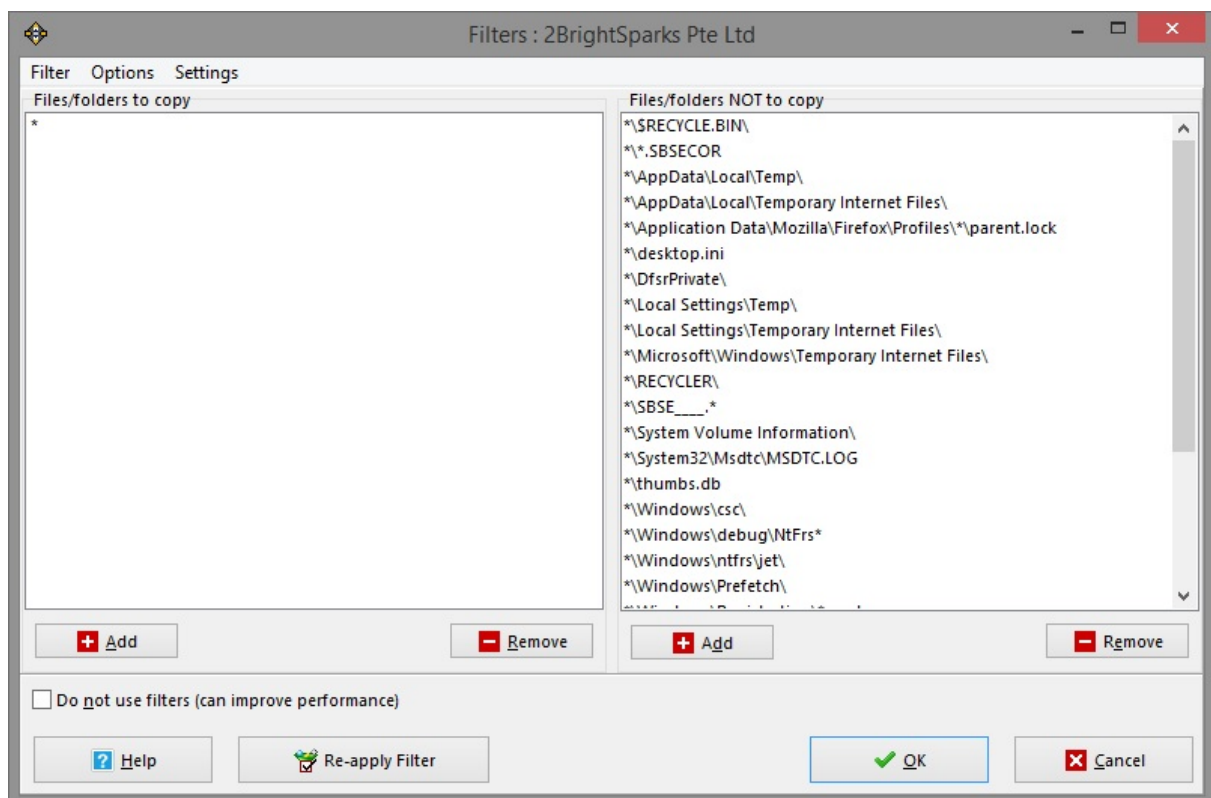 Filters : 2BrightSparks Pte Ltd
Filter Options Settings
Files/folders to copy
*
Files/folders NOT to copy
*\$RECYCLE.BIN\
*\*.SBSECOR
*\AppData\Local\Temp\
*\AppData\Local\Temporary Internet Files\
*\Application Data\Mozilla\Firefox\Profiles\*\parent.lock
*\desktop.ini
*\DfsrPrivate\
*\Local Settings\Temp\
*\Local Settings\Temporary Internet Files\
*\Microsoft\Windows\Temporary Internet Files\
*\RECYCLER\
*\SBSE____.*
*\System Volume Information\
*\System32\Msdtc\MSDTC.LOG
*\thumbs.db
*\Windows\csc\
*\Windows\debug\NtFrs*
*\Windows\ntfrs\jet\
*\Windows\Prefetch\
Add Remove
Add Remove
Do not use filters (can improve performance)
Help Re-apply Filter OK Cancel